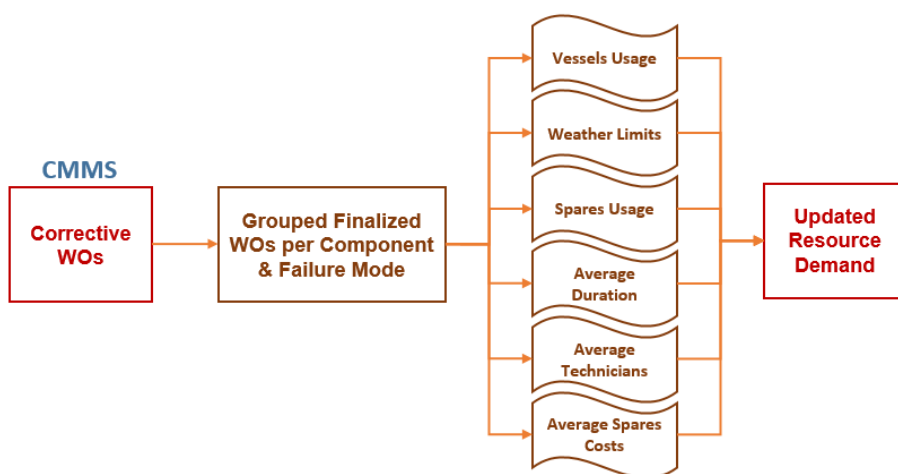 CMMS
Corrective
WOs
Grouped Finalized
WOs per Component
& Failure Mode
Vessels Usage
Weather Limits
Spares Usage
Average
Duration
Average
Technicians
Average Spares
Costs
Updated
Resource
Demand